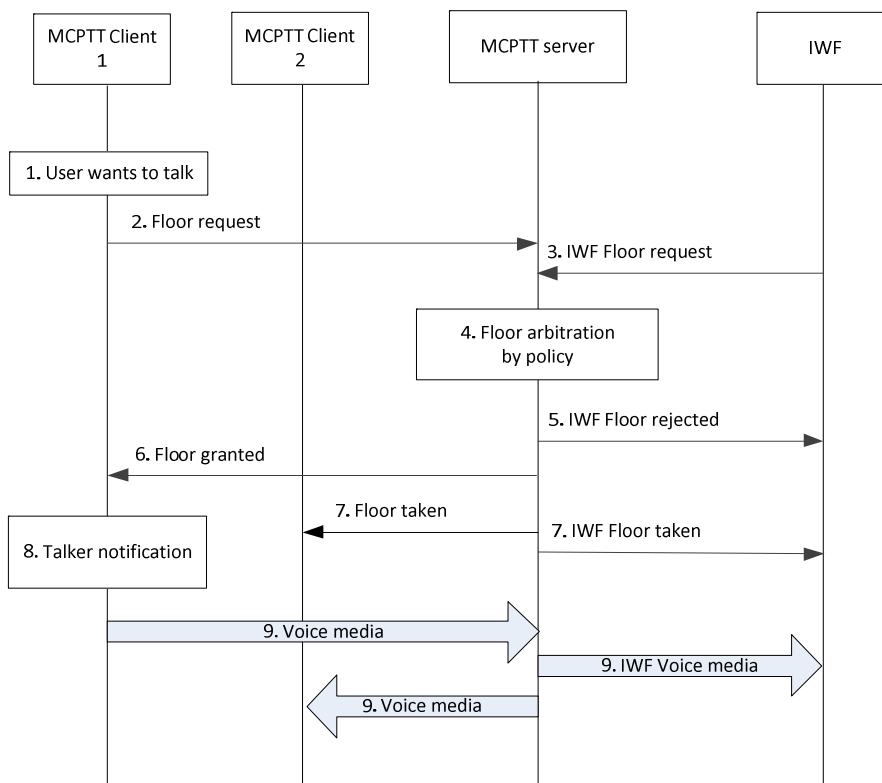 MCPTT Client
1
MCPTT Client
2
MCPTT server
IWF
1. User wants to talk
2. Floor request
3. IWF Floor request
4. Floor arbitration
by policy
5. IWF Floor rejected
6. Floor granted
7. Floor taken
7. IWF Floor taken
8. Talker notification
9. Voice media
9. IWF Voice media
9. Voice media